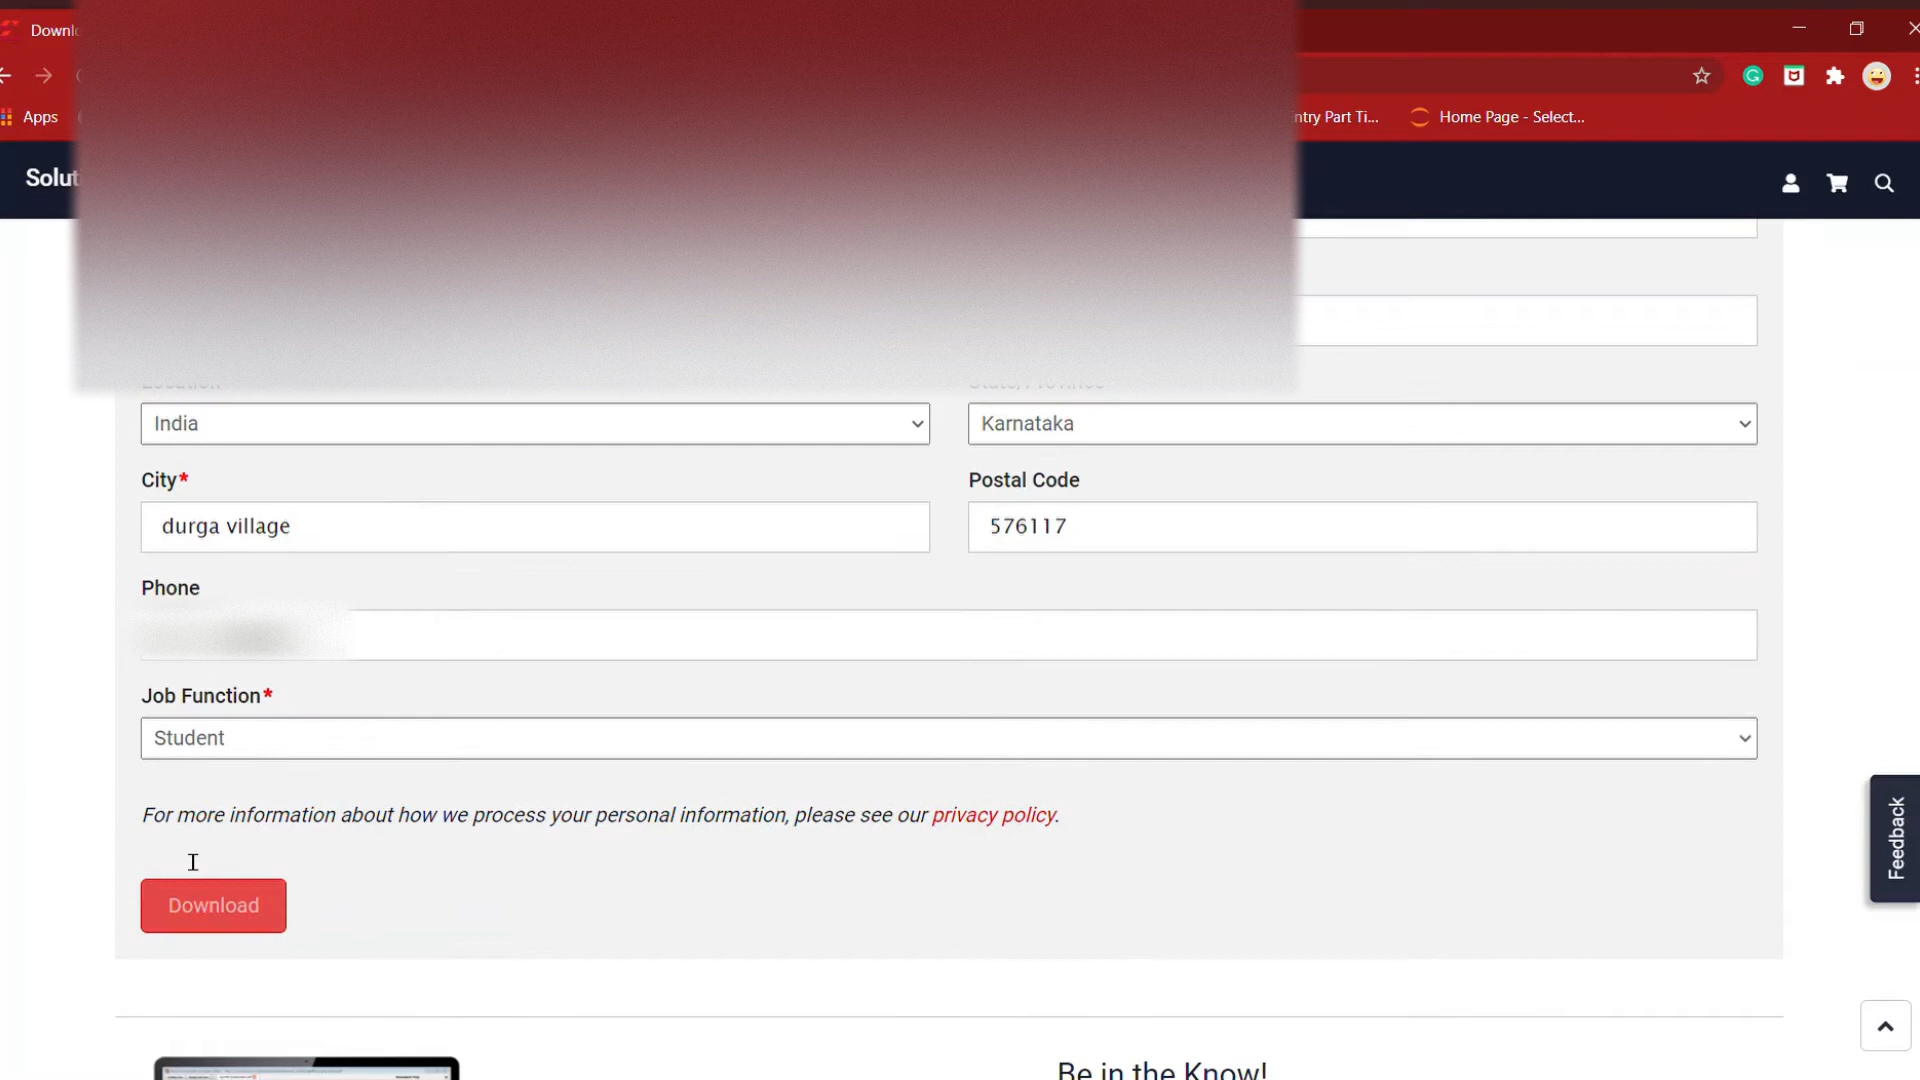 Downl
Apps
ntry Part Ti...
Home Page - Select...
Solut
India
Karnataka
City*
Postal Code
durga village
576117
Phone
Job Function*
Student
For more information about how we process your personal information, please see our privacy policy.
Download
Feedback
Be in the Know!